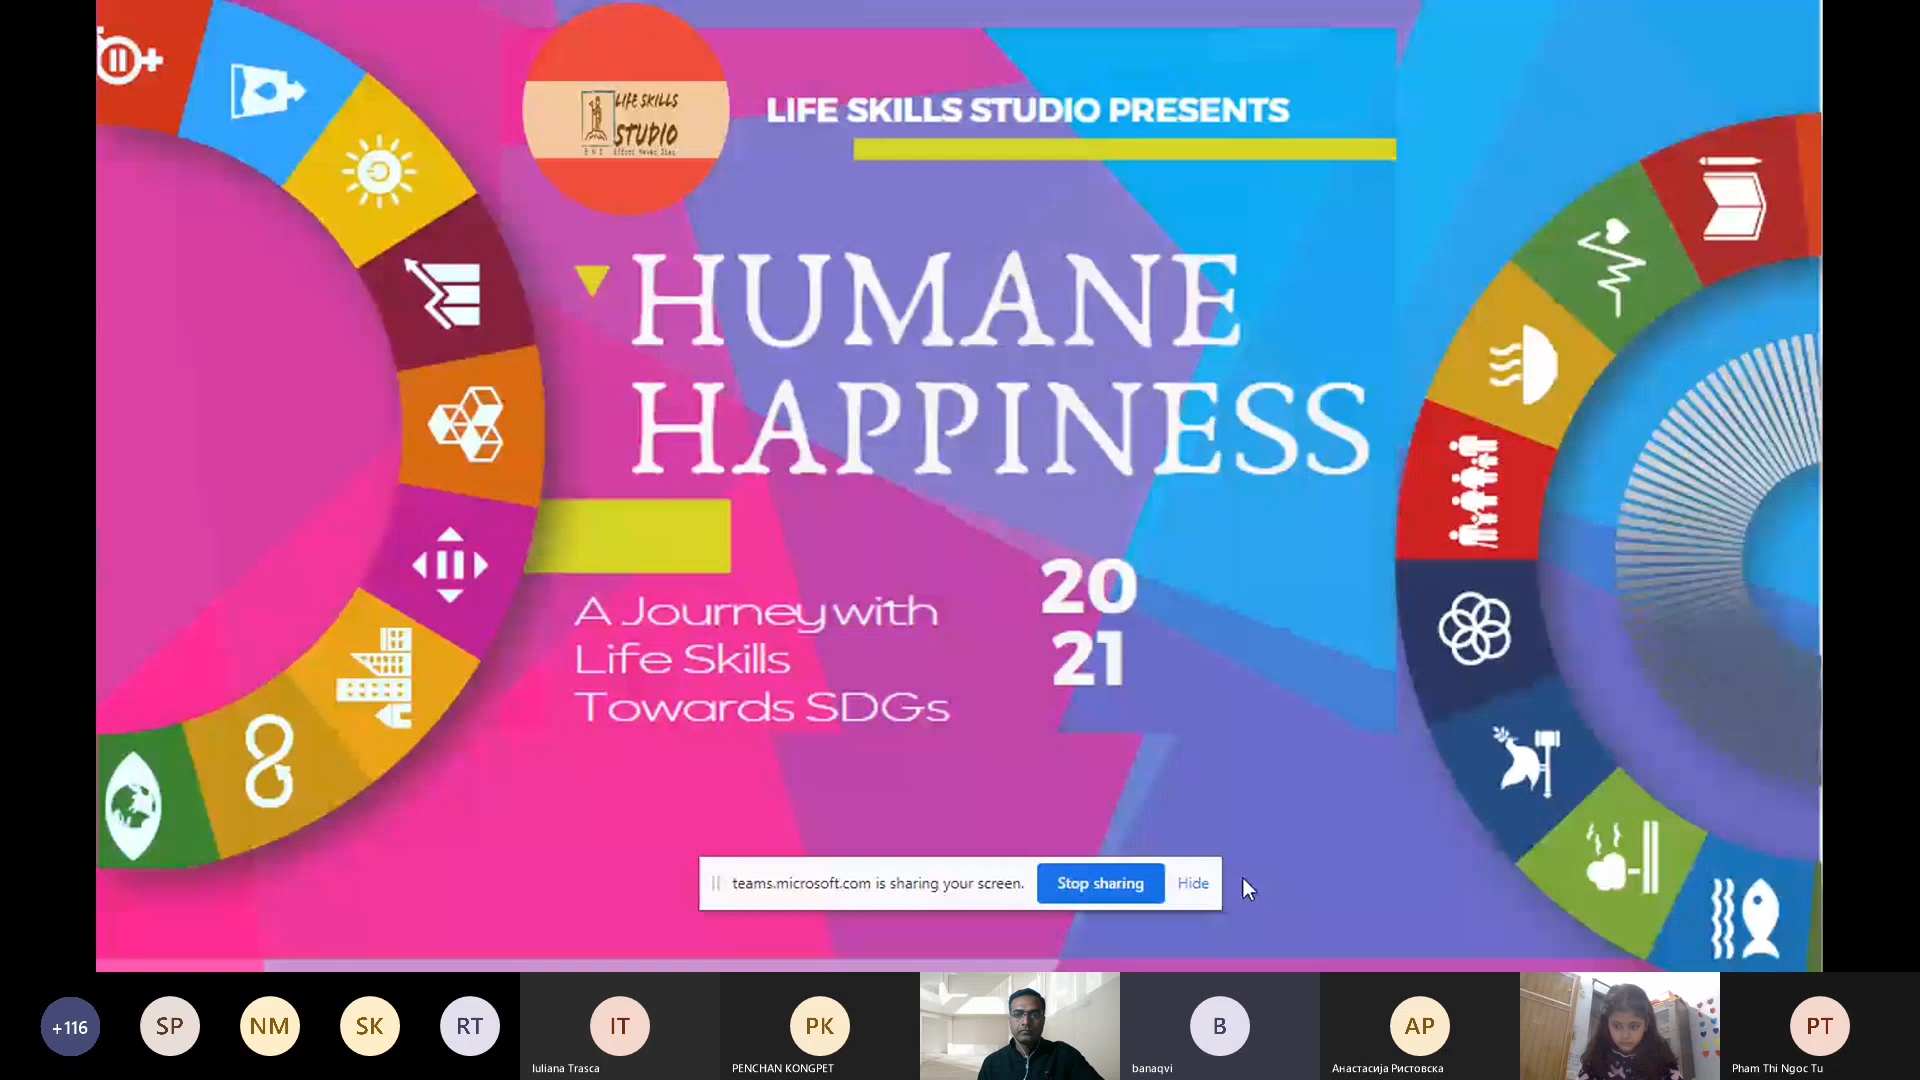 LIFE SKILLS
STUDIO
LIFE SKILLS STUDIO PRESENTS
HUMANE
HAPPINESS
A Journey with
Life Skills
Towards SDGs
20
21
teams.microsoft.com is sharing your screen.
Stop sharing
Hide
+116
SP
NM
SK
RT
IT
Iuliana Trasca
PK
PENCHAN KONGPET
B
banaqvi
AP
Анастасија Ристовска
PT
Pham Thi Ngoc Tu